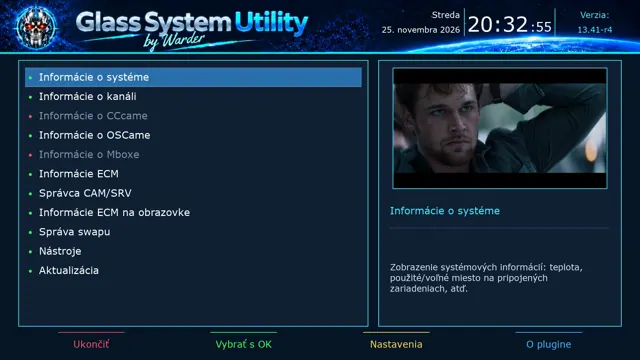 Glass System Utility
by Warder
Streda
25. novembra 2026
20:32:55
Verzia:
13.41-r4
Informácie o systéme
Informácie o kanáli
Informácie o CCcame
Informácie o OSCame
Informácie o Mboxe
Informácie ECM
Správca CAM/SRV
Informácie ECM na obrazovke
Správa swapu
Nástroje
Aktualizácia
Informácie o systéme
Zobrazenie systémových informácií: teplota,
použité/voľné miesto na pripojených
zariadeniach, atď.
Ukončiť
Vybrať s OK
Nastavenia
O plugine